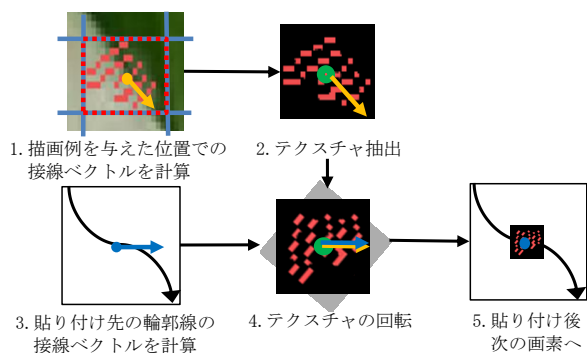 1.描画例を与えた位置での
接線ベクトルを計算
2.テクスチャ抽出
3.貼り付け先の輪郭線の
接線ベクトルを計算
4.テクスチャの回転
5.貼り付け後
次の画素へ